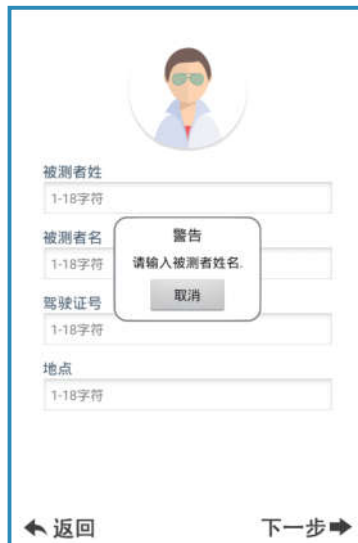 被测者姓
1-18字符
被测者名
1-18字符
警告
请输入被测者姓名.
取消
驾驶证号
1-18字符
地点
1-18字符
返回
下一步